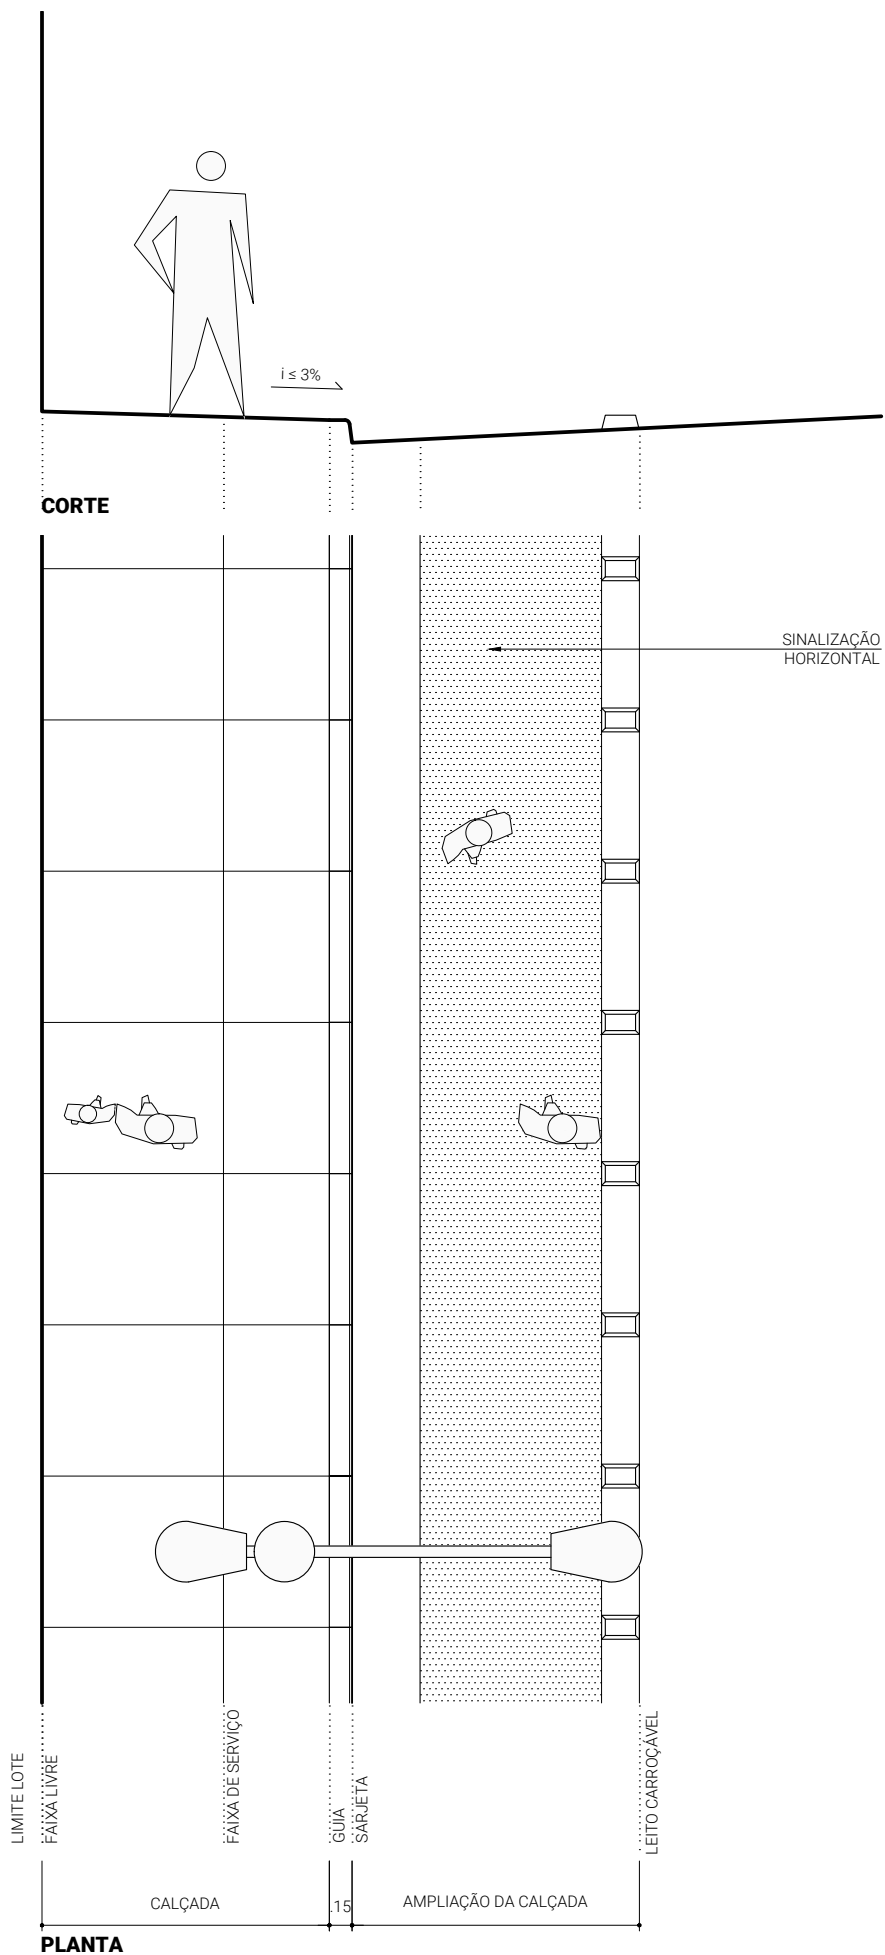 i ≤ 3%
CORTE
SINALIZAÇÃO
HORIZONTAL
LIMITE LOTE
FAIXA LIVRE
FAIXA DE SERVIÇO
GUIA
SARJETA
LEITO CARROÇÁVEL
CALÇADA
.15
AMPLIAÇÃO DA CALÇADA
PLANTA